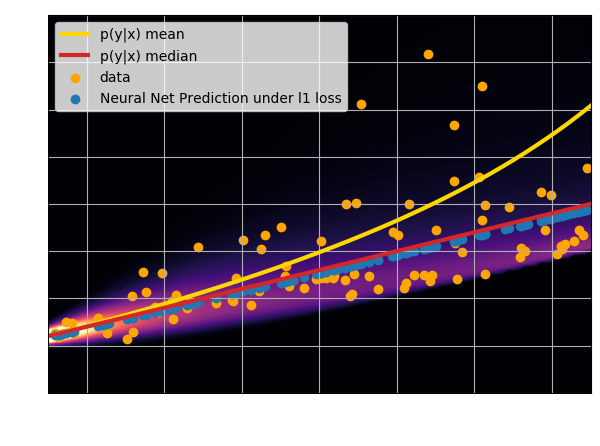 p(y|x) mean
p(y|x) median
data
Neural Net Prediction under l1 loss